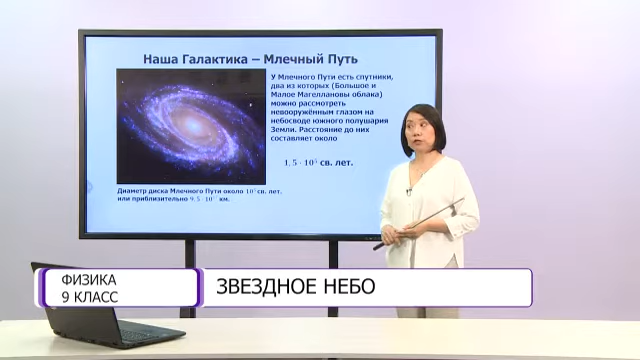 Наша Галактика – Млечный Путь
У Млечного Пути есть спутники,
два из которых (Большое и
Малое Магеллановы облака)
можно рассмотреть
невооружённым глазом на
небосводе южного полушария
Земли. Расстояние до них
составляет около
1,5 · 10⁵ св. лет.
Диаметр диска Млечного Пути около 10⁵ св. лет.
или приблизительно 9,5 · 10¹⁷ км.
ФИЗИКА
9 КЛАСС
ЗВЕЗДНОЕ НЕБО